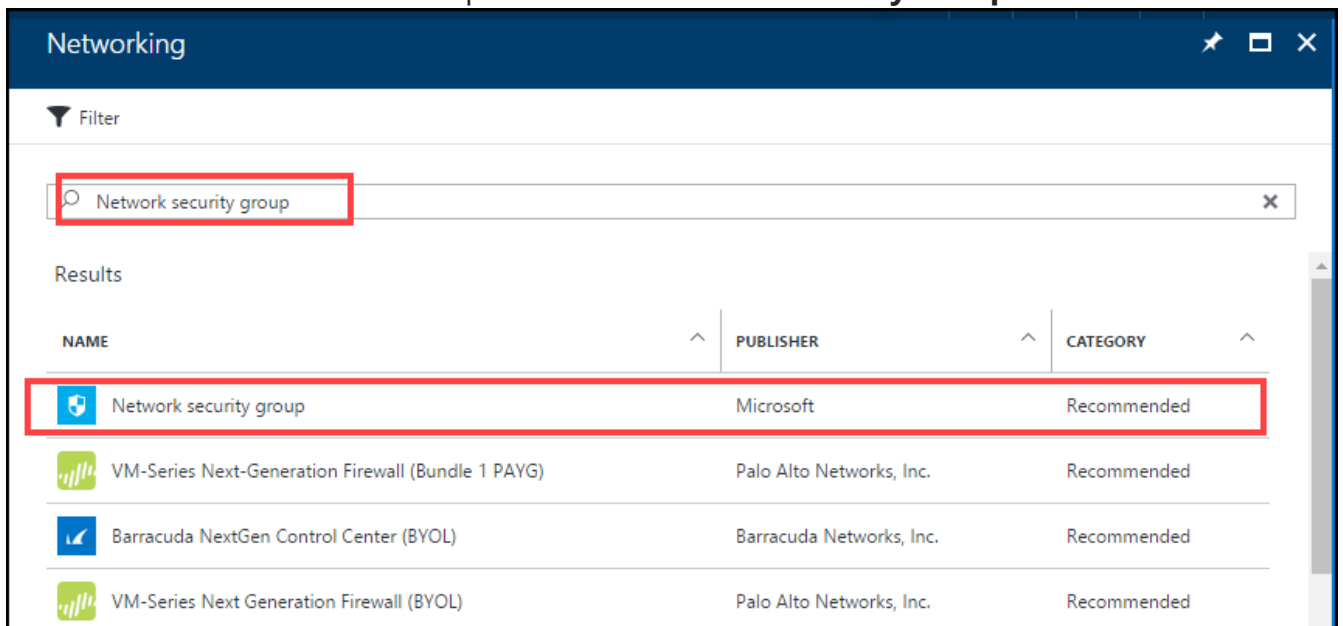 Networking
Filter
Network security group
Results
NAME PUBLISHER CATEGORY
Network security group Microsoft Recommended
VM-Series Next-Generation Firewall (Bundle 1 PAYG) Palo Alto Networks, Inc. Recommended
Barracuda NextGen Control Center (BYOL) Barracuda Networks, Inc. Recommended
VM-Series Next Generation Firewall (BYOL) Palo Alto Networks, Inc. Recommended